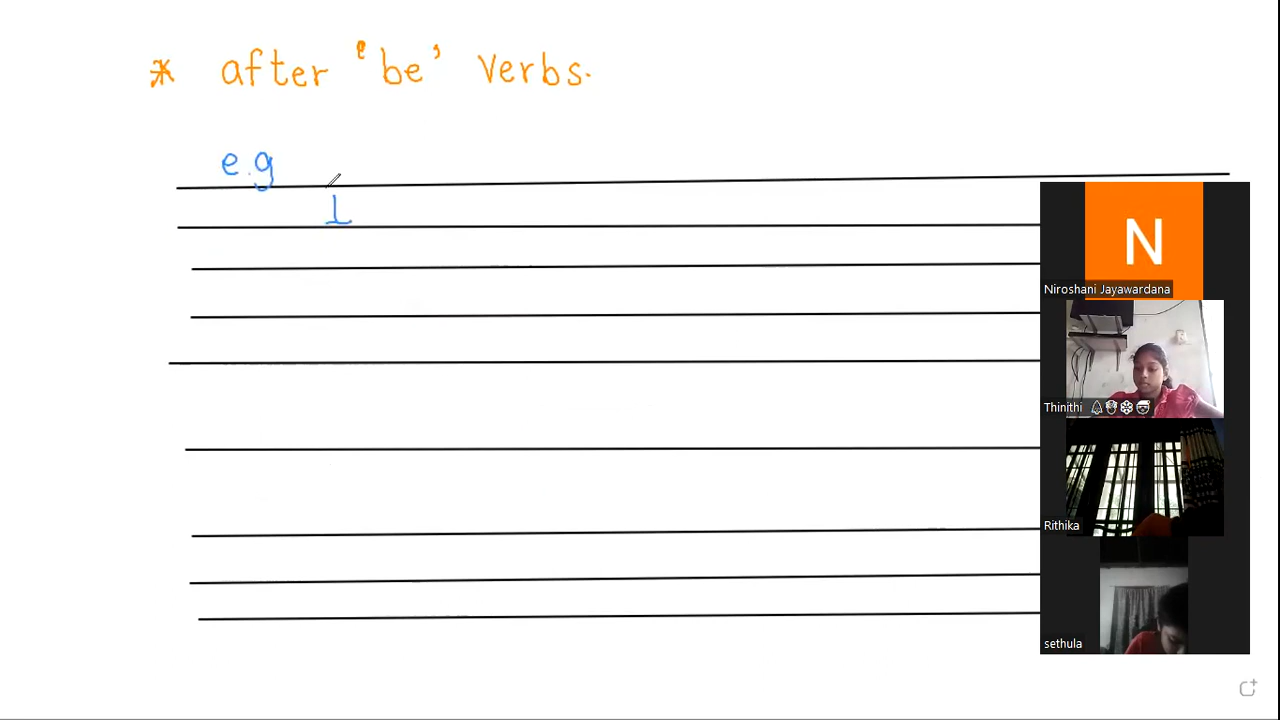 * after 'be' verbs.
e.g
I
N
Niroshani Jayawardana
Thinithi
Rithika
sethula